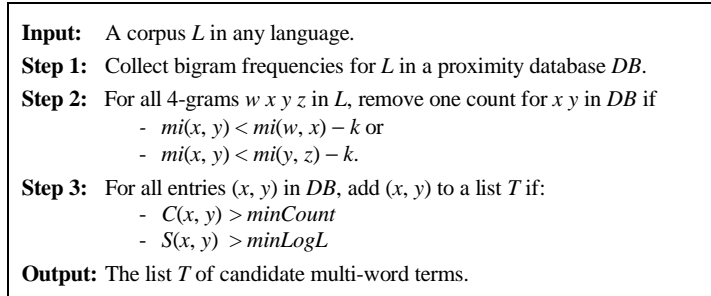 Input: A corpus L in any language.
Step 1: Collect bigram frequencies for L in a proximity database DB.
Step 2: For all 4-grams w x y z in L, remove one count for x y in DB if
- mi(x, y) < mi(w, x) − k or
- mi(x, y) < mi(y, z) − k.
Step 3: For all entries (x, y) in DB, add (x, y) to a list T if:
- C(x, y) > minCount
- S(x, y) > minLogL
Output: The list T of candidate multi-word terms.